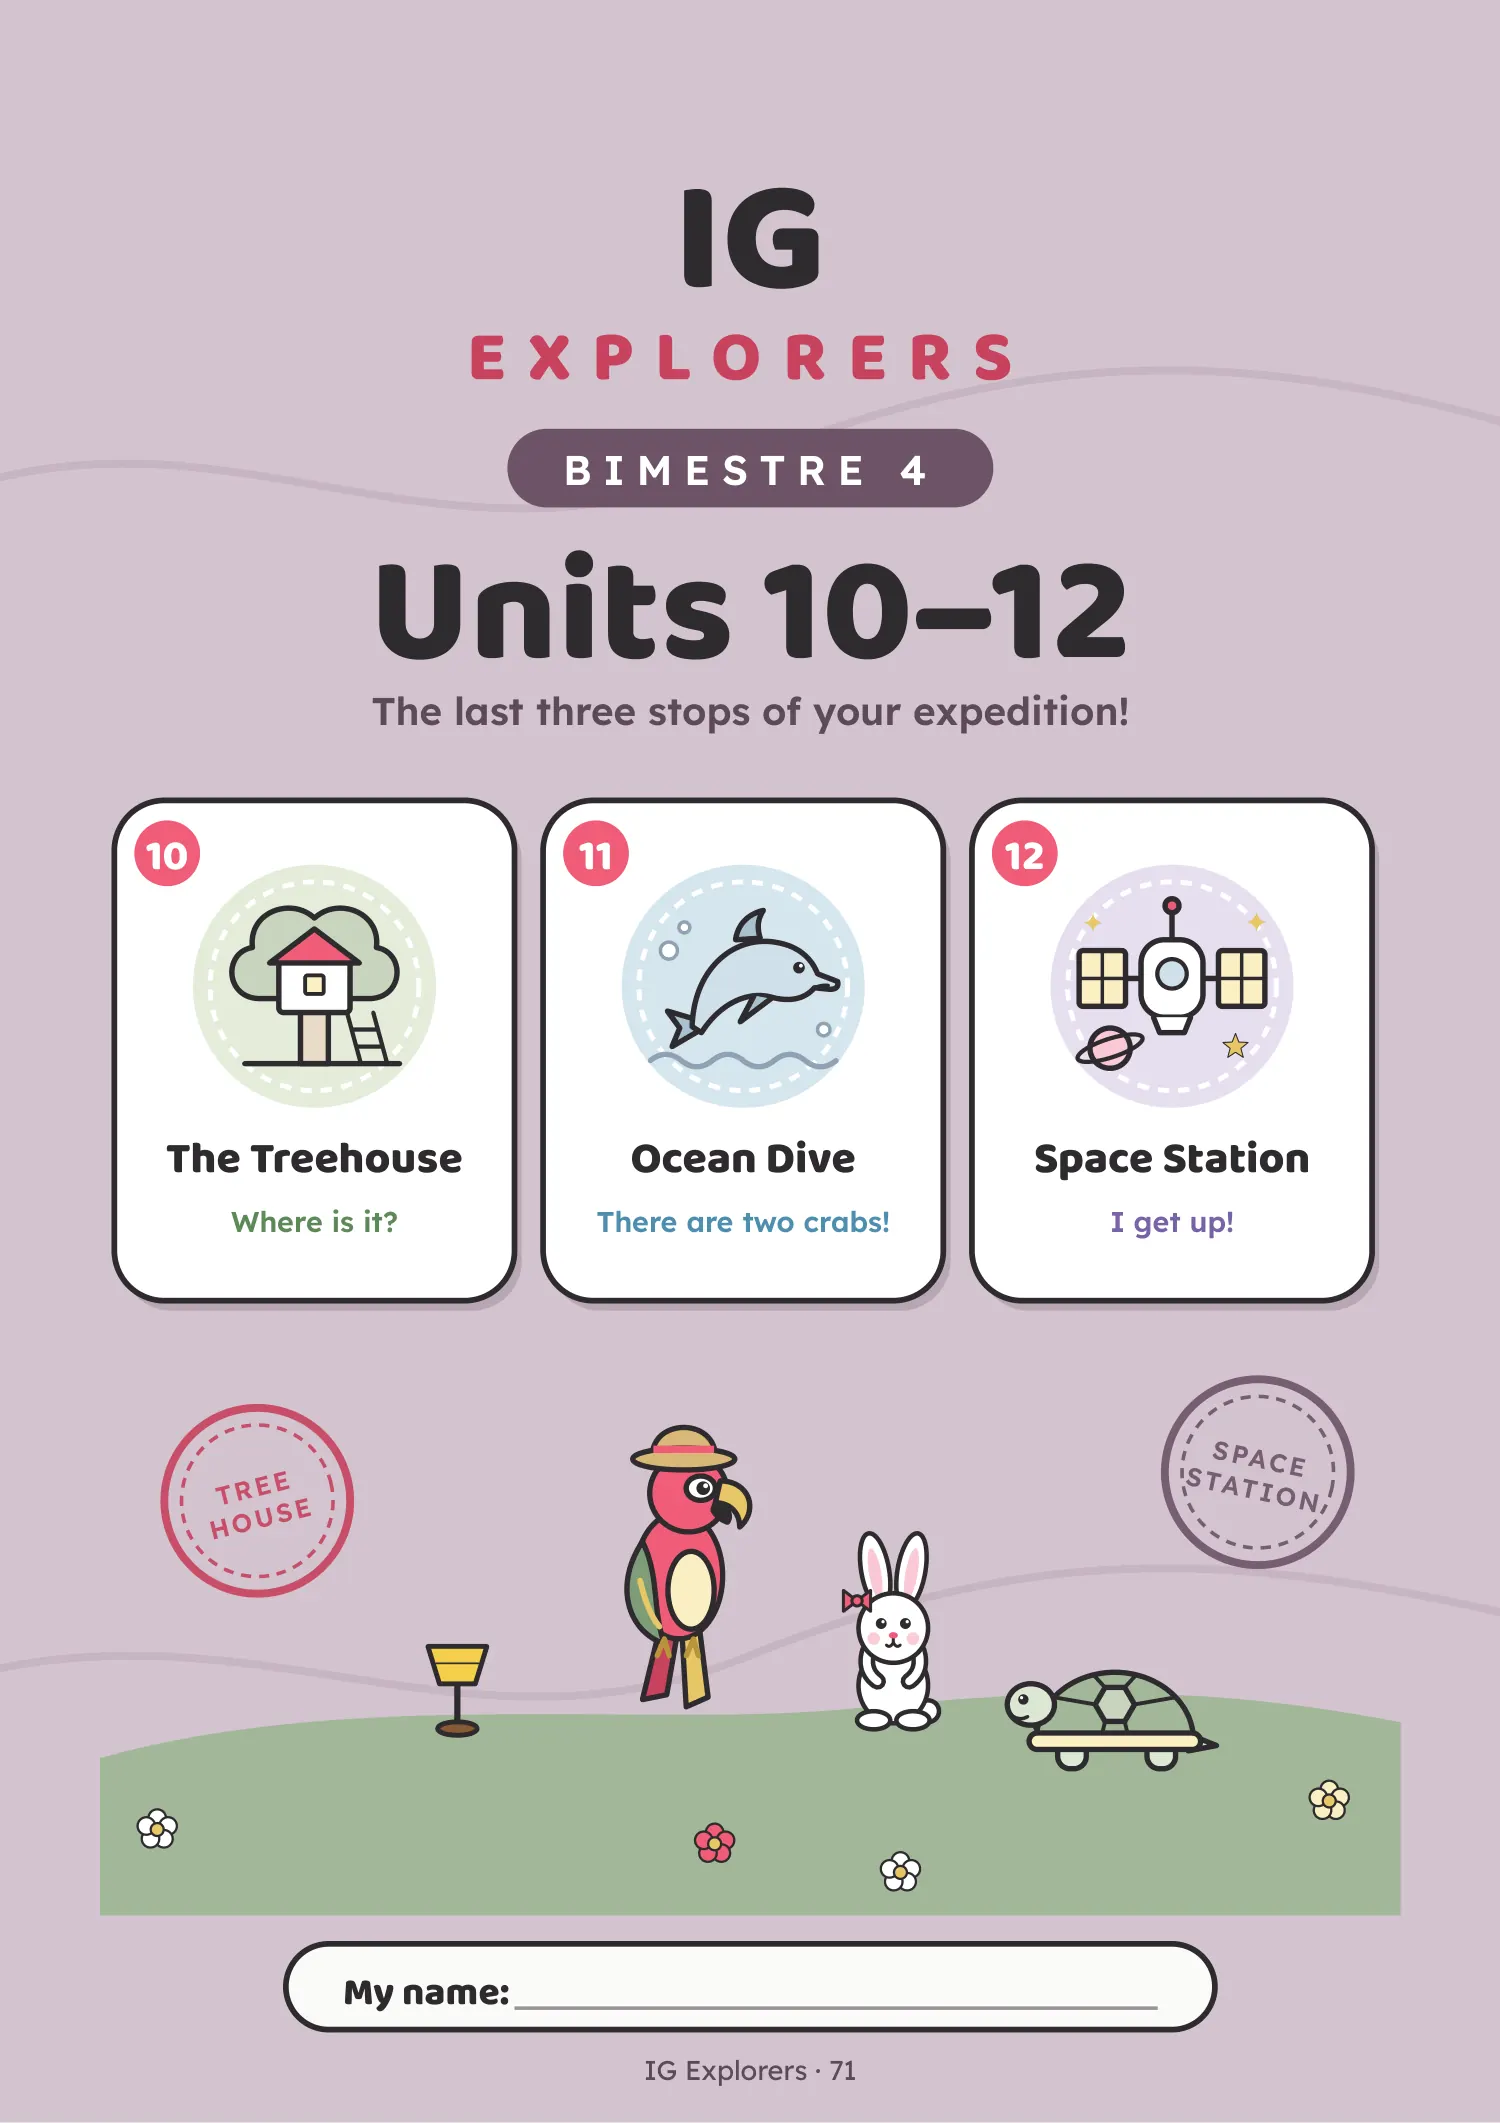 IG
EXPLORERS
BIMESTRE 4
Units 10–12
The last three stops of your expedition!
10
The Treehouse
Where is it?
11
Ocean Dive
There are two crabs!
12
Space Station
I get up!
TREE
HOUSE
SPACE
STATION
My name:
IG Explorers · 71